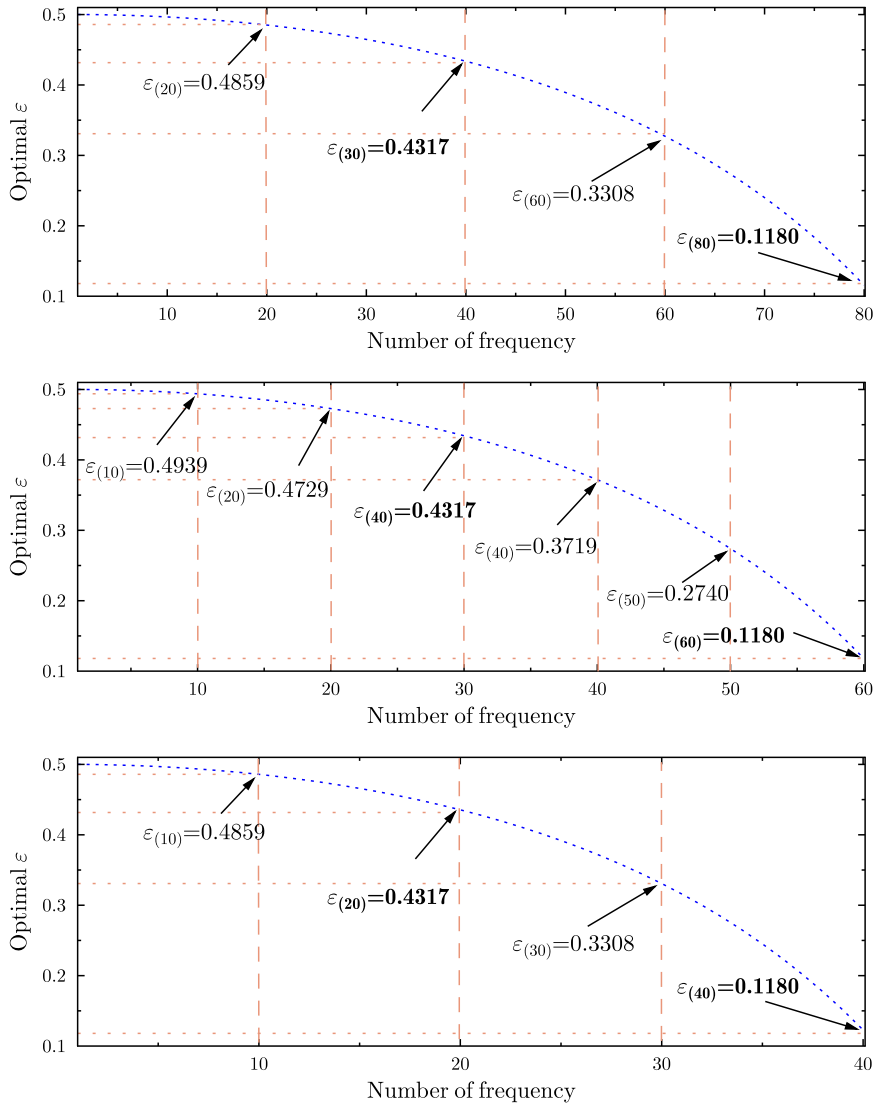 0.5
ε(20)=0.4859
0.4
ε(30)=0.4317
0.3
ε(60)=0.3308
0.2
ε(80)=0.1180
0.1
Optimal ε
10 20 30 40 50 60 70 80
Number of frequency
0.5
ε(10)=0.4939
ε(20)=0.4729
0.4
ε(40)=0.4317
ε(40)=0.3719
0.3
ε(50)=0.2740
0.2
ε(60)=0.1180
0.1
Optimal ε
10 20 30 40 50 60
Number of frequency
0.5
ε(10)=0.4859
0.4
ε(20)=0.4317
0.3
ε(30)=0.3308
0.2
ε(40)=0.1180
0.1
Optimal ε
10 20 30 40
Number of frequency